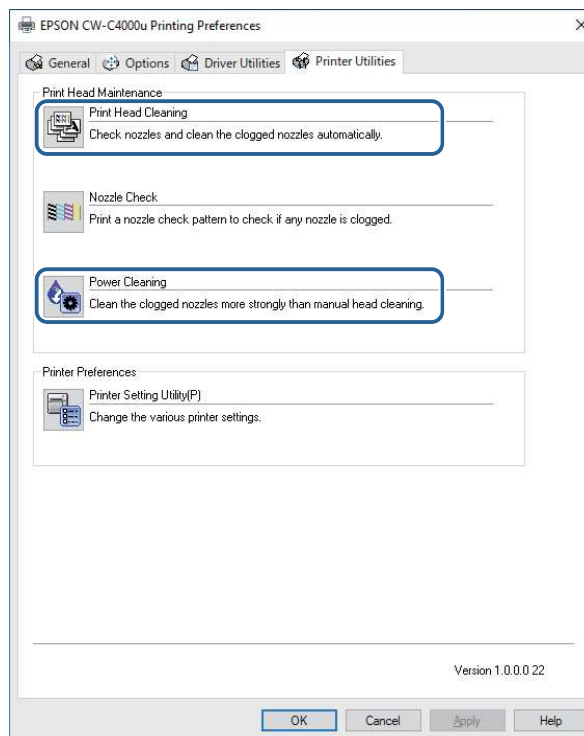 EPSON CW-C4000u Printing Preferences
General Options Driver Utilities Printer Utilities
Print Head Maintenance
Print Head Cleaning
Check nozzles and clean the clogged nozzles automatically.
Nozzle Check
Print a nozzle check pattern to check if any nozzle is clogged.
Power Cleaning
Clean the clogged nozzles more strongly than manual head cleaning.
Printer Preferences
Printer Setting Utility(P)
Change the various printer settings.
Version 1.0.0.0 22
OK Cancel Apply Help